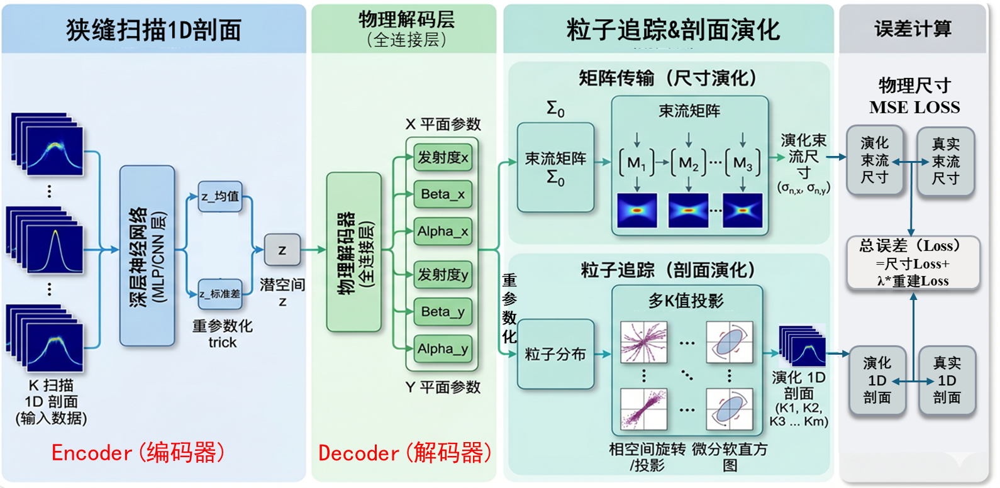 狭缝扫描1D剖面
K 扫描
1D 剖面
(输入数据)
深层神经网络
(MLP/CNN 层)
z_均值
z_标准差
重参数化
trick
z
潜空间
z
Encoder(编码器)
物理解码层
(全连接层)
物理解码器
(全连接层)
X 平面参数
发射度x
Beta_x
Alpha_x
发射度y
Beta_y
Alpha_y
Y 平面参数
Decoder(解码器)
粒子追踪&剖面演化
矩阵传输（尺寸演化）
Σ0
束流矩阵
Σ0
束流矩阵
M1
M2
...
M3
...
演化束
流尺
寸
(σn,x, σn,y)
重
参
数
化
粒子追踪（剖面演化）
粒子分布
多K值投影
相空间旋转
/投影
微分软直方
图
演化 1D
剖面
(K1, K2,
K3 ... Km)
误差计算
物理尺寸
MSE LOSS
演化
束流
尺寸
真实
束流
尺寸
总误差（Loss）
=尺寸Loss+
λ*重建Loss
演化
1D
剖面
真实
1D
剖面